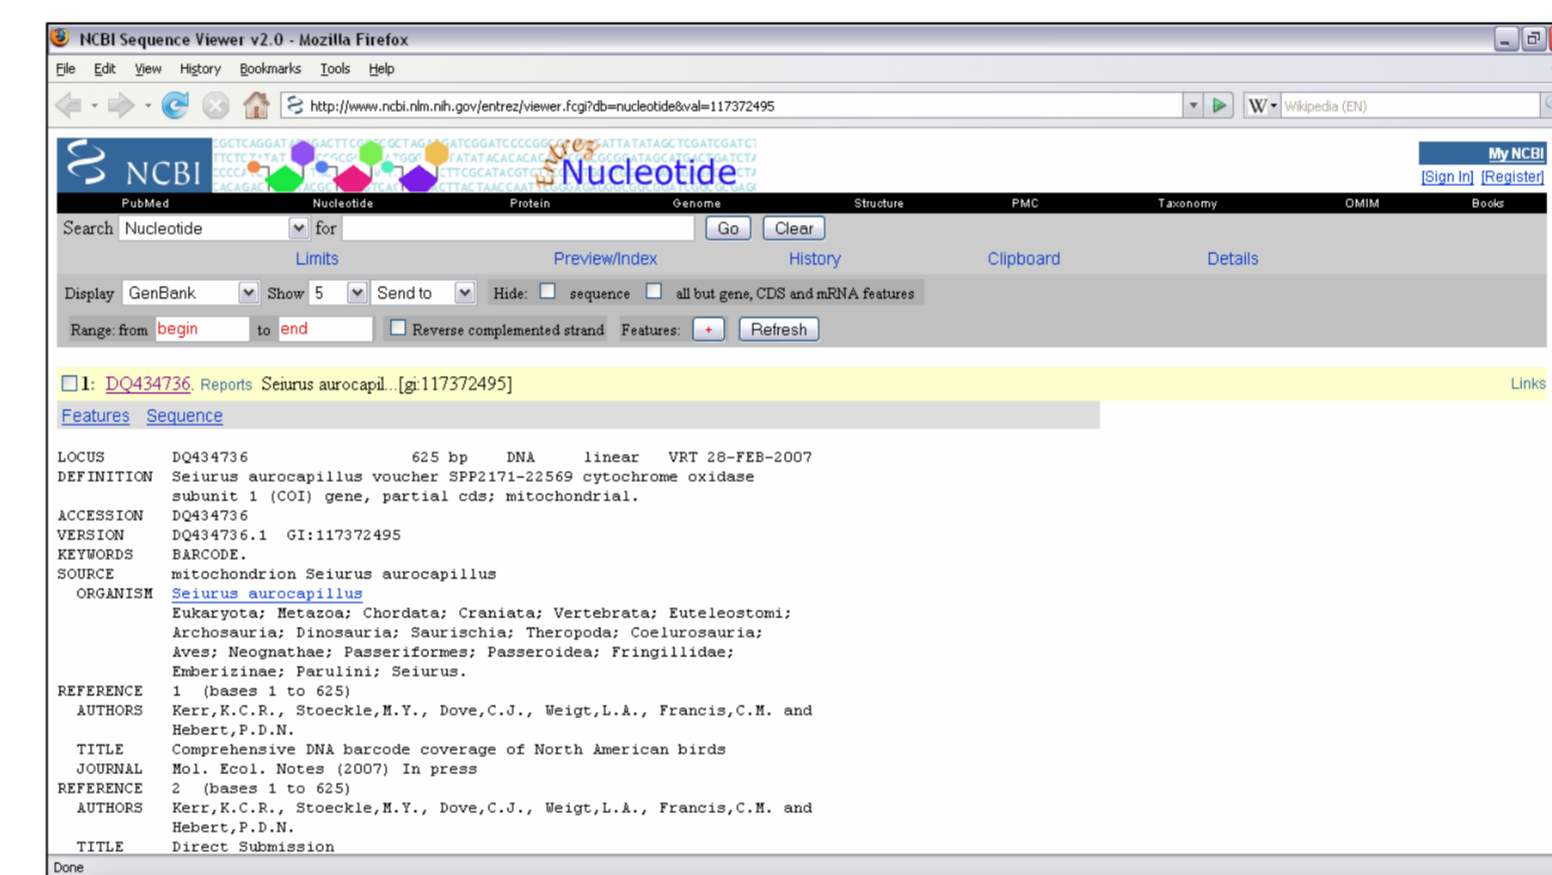 NCBI Sequence Viewer v2.0 - Mozilla Firefox
File Edit View History Bookmarks Tools Help
http://www.ncbi.nlm.nih.gov/entrez/viewer.fcgi?db=nucleotide&val=117372495 W Wikipedia (EN)
NCBI Entrez Nucleotide
My NCBI
[Sign In] [Register]
PubMed Nucleotide Protein Genome Structure PMC Taxonomy OMIM Books
Search Nucleotide for Go Clear
Limits Preview/Index History Clipboard Details
Display GenBank Show 5 Send to Hide: sequence all but gene, CDS and mRNA features
Range: from begin to end Reverse complemented strand Features: + Refresh
1: DQ434736. Reports Seiurus aurocapil...[gi:117372495] Links
Features Sequence
LOCUS DQ434736 625 bp DNA linear VRT 28-FEB-2007
DEFINITION Seiurus aurocapillus voucher SPP2171-22569 cytochrome oxidase
subunit 1 (COI) gene, partial cds; mitochondrial.
ACCESSION DQ434736
VERSION DQ434736.1 GI:117372495
KEYWORDS BARCODE.
SOURCE mitochondrion Seiurus aurocapillus
ORGANISM Seiurus aurocapillus
Eukaryota; Metazoa; Chordata; Craniata; Vertebrata; Euteleostomi;
Archosauria; Dinosauria; Saurischia; Theropoda; Coelurosauria;
Aves; Neognathae; Passeriformes; Passeroidea; Fringillidae;
Emberizinae; Parulini; Seiurus.
REFERENCE 1 (bases 1 to 625)
AUTHORS Kerr,K.C.R., Stoeckle,M.Y., Dove,C.J., Weigt,L.A., Francis,C.M. and
Hebert,P.D.N.
TITLE Comprehensive DNA barcode coverage of North American birds
JOURNAL Mol. Ecol. Notes (2007) In press
REFERENCE 2 (bases 1 to 625)
AUTHORS Kerr,K.C.R., Stoeckle,M.Y., Dove,C.J., Weigt,L.A., Francis,C.M. and
Hebert,P.D.N.
TITLE Direct Submission
Done